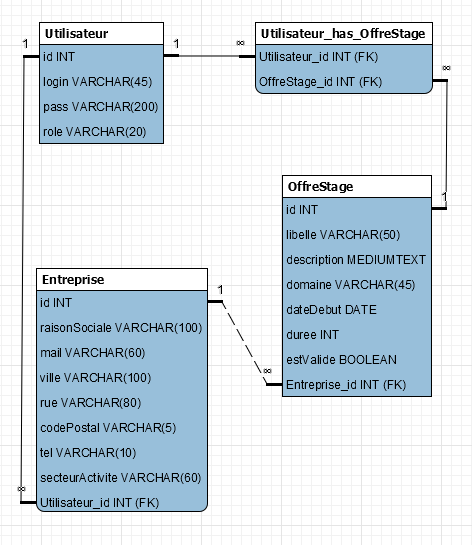 Utilisateur
id INT
login VARCHAR(45)
pass VARCHAR(200)
role VARCHAR(20)
1
1
∞
Utilisateur_has_OffreStage
Utilisateur_id INT (FK)
OffreStage_id INT (FK)
∞
1
OffreStage
id INT
libelle VARCHAR(50)
description MEDIUMTEXT
domaine VARCHAR(45)
dateDebut DATE
duree INT
estValide BOOLEAN
Entreprise_id INT (FK)
Entreprise
id INT
raisonSociale VARCHAR(100)
mail VARCHAR(60)
ville VARCHAR(100)
rue VARCHAR(80)
codePostal VARCHAR(5)
tel VARCHAR(10)
secteurActivite VARCHAR(60)
Utilisateur_id INT (FK)
1
∞
∞